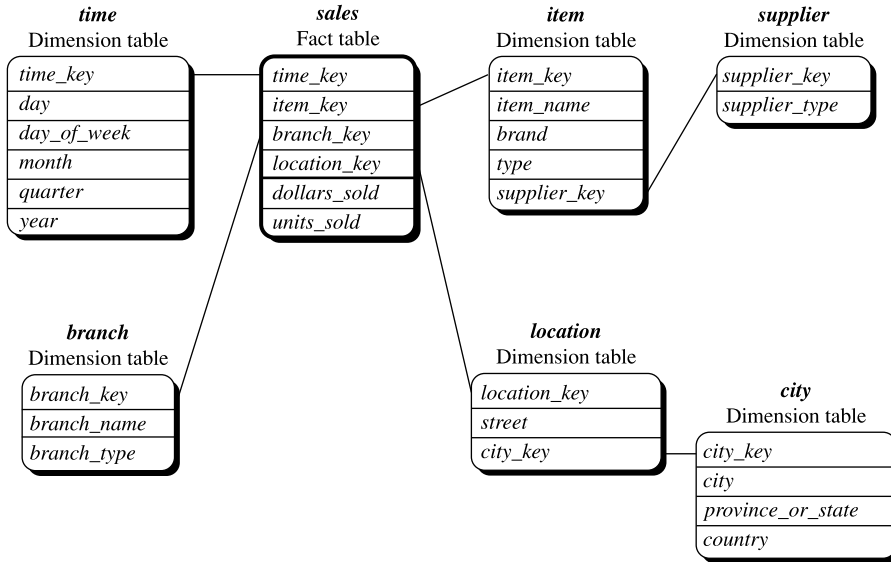 time
Dimension table
time_key
day
day_of_week
month
quarter
year
sales
Fact table
time_key
item_key
branch_key
location_key
dollars_sold
units_sold
item
Dimension table
item_key
item_name
brand
type
supplier_key
supplier
Dimension table
supplier_key
supplier_type
branch
Dimension table
branch_key
branch_name
branch_type
location
Dimension table
location_key
street
city_key
city
Dimension table
city_key
city
province_or_state
country